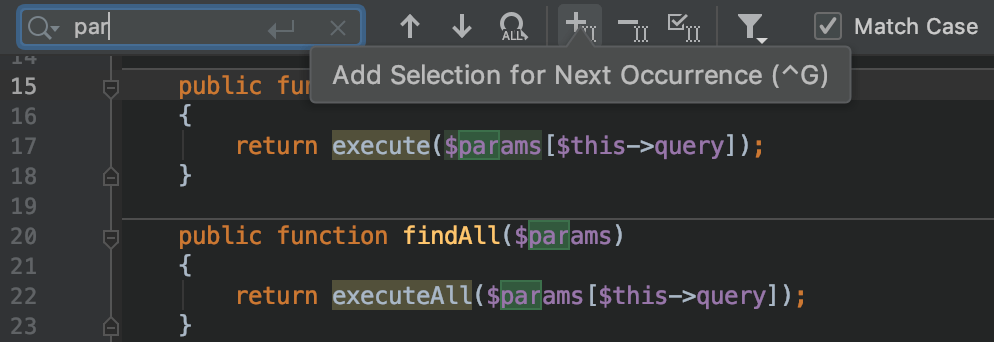 par
ALL
Match Case
Add Selection for Next Occurrence (^G)
14
15 public fun
16 {
17 return execute($params[$this->query]);
18 }
19
20 public function findAll($params)
21 {
22 return executeAll($params[$this->query]);
23 }